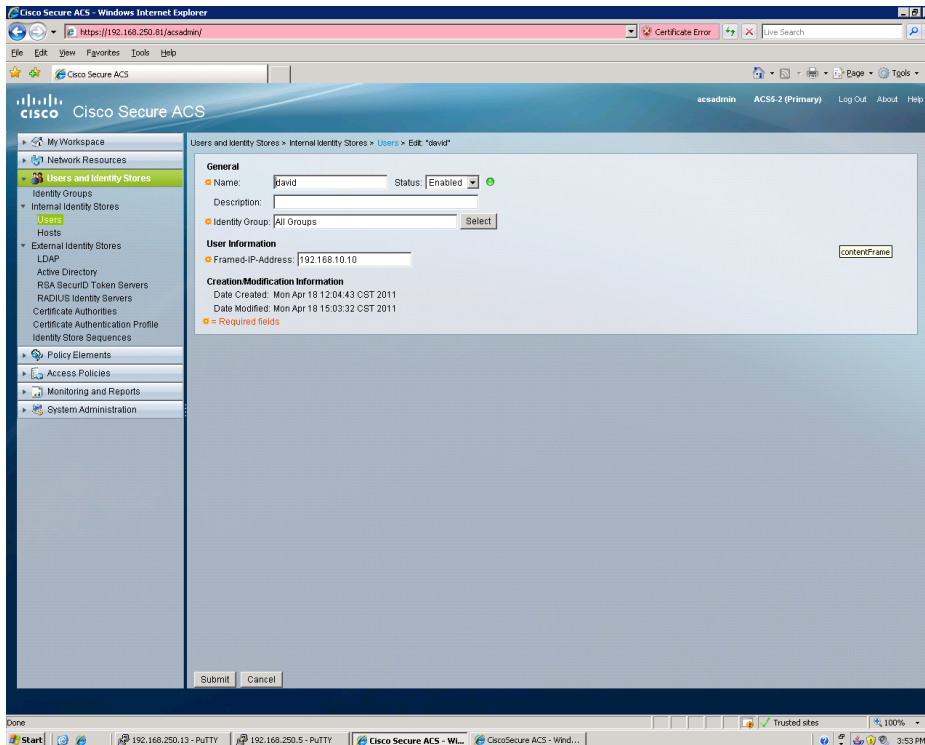 Cisco Secure ACS - Windows Internet Explorer
https://192.168.250.81/acsadmin/
Certificate Error
Live Search
File Edit View Favorites Tools Help
Cisco Secure ACS
Page
Tools
CISCO Cisco Secure ACS
acsadmin ACS5-2 (Primary) Log Out About Help
My Workspace
Network Resources
Users and Identity Stores
Identity Groups
Internal Identity Stores
Users
Hosts
External Identity Stores
LDAP
Active Directory
RSA SecurID Token Servers
RADIUS Identity Servers
Certificate Authorities
Certificate Authentication Profile
Identity Store Sequences
Policy Elements
Access Policies
Monitoring and Reports
System Administration
Users and Identity Stores > Internal Identity Stores > Users > Edit: "david"
General
Name: david Status: Enabled
Description:
Identity Group: All Groups Select
User Information
Framed-IP-Address: 192.168.10.10
contentFrame
Creation/Modification Information
Date Created: Mon Apr 18 12:04:43 CST 2011
Date Modified: Mon Apr 18 15:03:32 CST 2011
= Required fields
Submit Cancel
Done
Trusted sites
100%
Start
192.168.250.13 - PuTTY
192.168.250.5 - PuTTY
Cisco Secure ACS - Wi...
CiscoSecure ACS - Wind...
3:53 PM